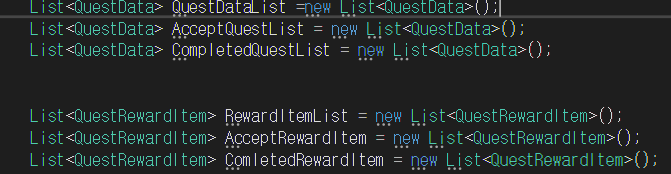 List<QuestData> QuestDataList =new List<QuestData>();
List<QuestData> AcceptQuestList = new List<QuestData>();
List<QuestData> CompletedQuestList = new List<QuestData>();
List<QuestRewardItem> RewardItemList = new List<QuestRewardItem>();
List<QuestRewardItem> AcceptRewardItem = new List<QuestRewardItem>();
List<QuestRewardItem> ComletedRewardItem = new List<QuestRewardItem>();